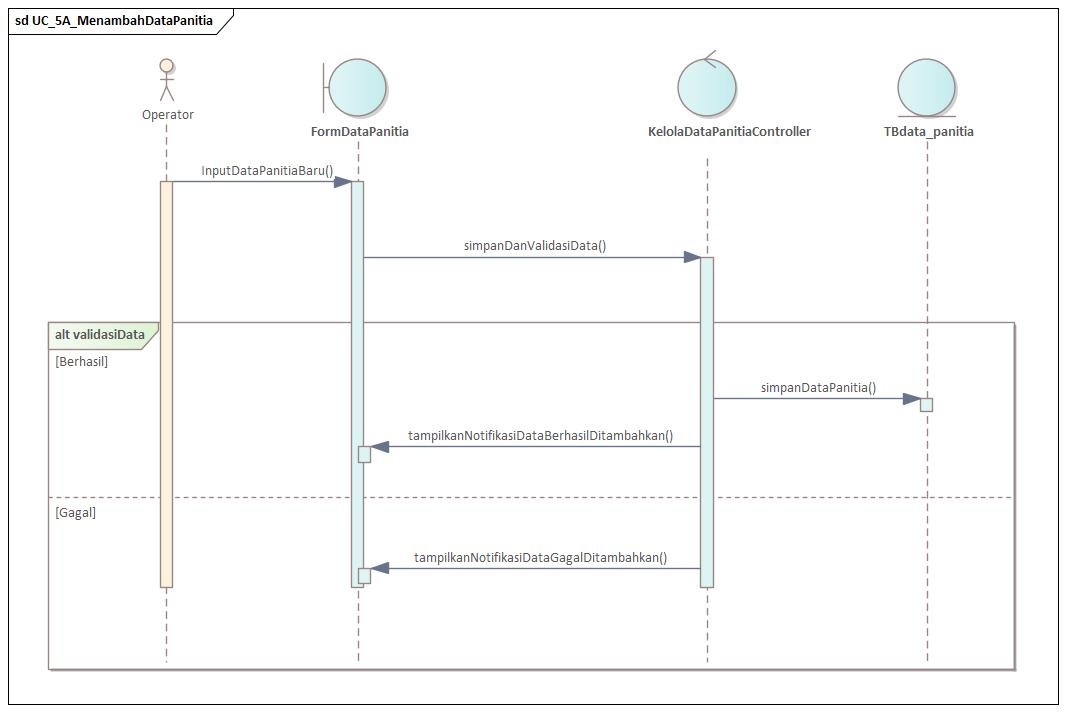 sd UC_5A_MenambahDataPanitia
Operator
FormDataPanitia
KelolaDataPanitiaController
TBdata_panitia
InputDataPanitiaBaru()
simpanDanValidasiData()
alt validasiData
[Berhasil]
simpanDataPanitia()
tampilkanNotifikasiDataBerhasilDitambahkan()
[Gagal]
tampilkanNotifikasiDataGagalDitambahkan()